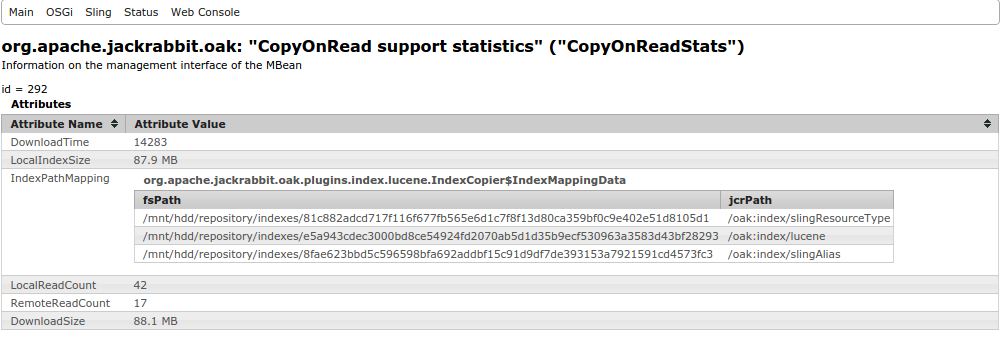 Main OSGi Sling Status Web Console
org.apache.jackrabbit.oak: "CopyOnRead support statistics" ("CopyOnReadStats")
Information on the management interface of the MBean
id = 292
Attributes
Attribute Name Attribute Value
DownloadTime 14283
LocalIndexSize 87.9 MB
IndexPathMapping org.apache.jackrabbit.oak.plugins.index.lucene.IndexCopier$IndexMappingData
fsPath jcrPath
/mnt/hdd/repository/indexes/81c882adcd717f116f677fb565e6d1c7f8f13d80ca359bf0c9e402e51d8105d1 /oak:index/slingResourceType
/mnt/hdd/repository/indexes/e5a943cdec3000bd8ce54924fd2070ab5d1d35b9ecf530963a3583d43bf28293 /oak:index/lucene
/mnt/hdd/repository/indexes/8fae623bbd5c596598bfa692addbf15c91d9df7de393153a7921591cd4573fc3 /oak:index/slingAlias
LocalReadCount 42
RemoteReadCount 17
DownloadSize 88.1 MB